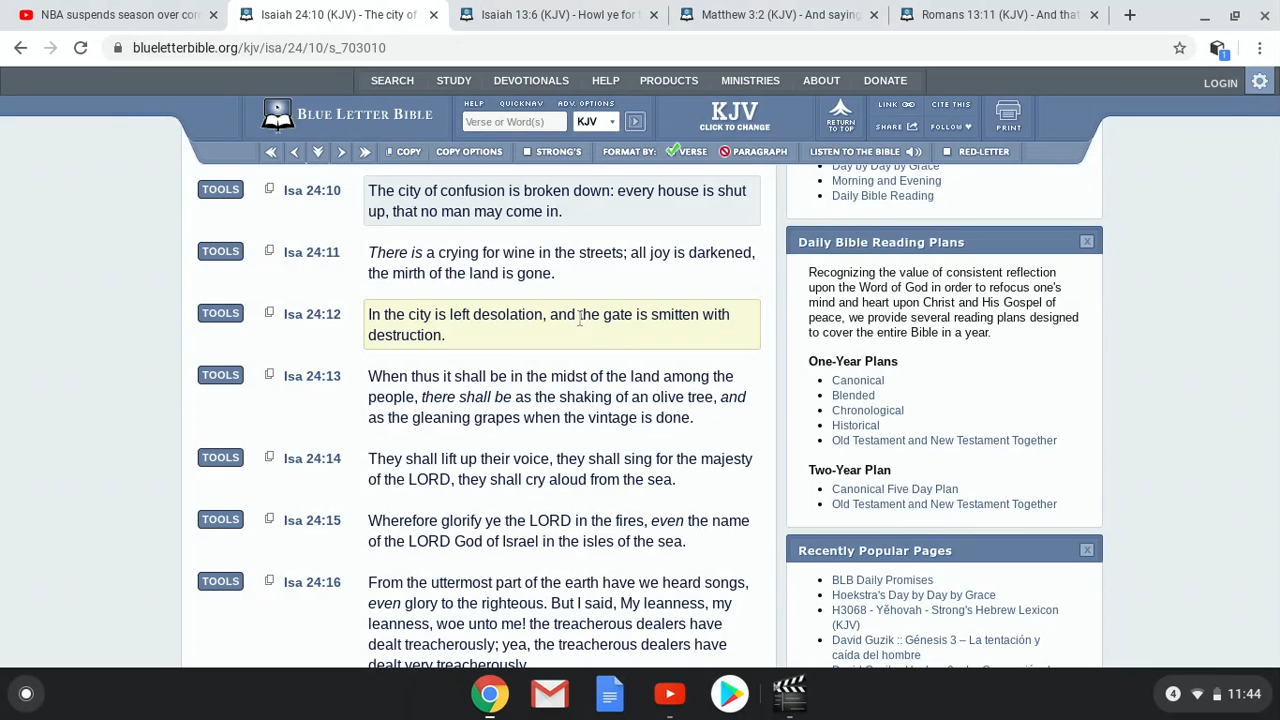 NBA suspends season over cor
Isaiah 24:10 (KJV) - The city of
Isaiah 13:6 (KJV) - Howl ye for t
Matthew 3:2 (KJV) - And saying
Romans 13:11 (KJV) - And that
blueletterbible.org/kjv/isa/24/10/s_703010
1
SEARCH STUDY DEVOTIONALS HELP PRODUCTS MINISTRIES ABOUT DONATE
LOGIN
BLUE LETTER BIBLE
HELP QUICKNAV ADV. OPTIONS
Verse or Word(s) KJV
KJV
CLICK TO CHANGE
RETURN
TO TOP
LINK CITE THIS
SHARE FOLLOW
PRINT
COPY COPY OPTIONS STRONG'S FORMAT BY: VERSE PARAGRAPH LISTEN TO THE BIBLE RED-LETTER
TOOLS Isa 24:10 The city of confusion is broken down: every house is shut
up, that no man may come in.
TOOLS Isa 24:11 There is a crying for wine in the streets; all joy is darkened,
the mirth of the land is gone.
TOOLS Isa 24:12 In the city is left desolation, and the gate is smitten with
destruction.
TOOLS Isa 24:13 When thus it shall be in the midst of the land among the
people, there shall be as the shaking of an olive tree, and
as the gleaning grapes when the vintage is done.
TOOLS Isa 24:14 They shall lift up their voice, they shall sing for the majesty
of the LORD, they shall cry aloud from the sea.
TOOLS Isa 24:15 Wherefore glorify ye the LORD in the fires, even the name
of the LORD God of Israel in the isles of the sea.
TOOLS Isa 24:16 From the uttermost part of the earth have we heard songs,
even glory to the righteous. But I said, My leanness, my
leanness, woe unto me! the treacherous dealers have
dealt treacherously; yea, the treacherous dealers have
dealt very treacherously.
Day by Day by Grace
Morning and Evening
Daily Bible Reading
Daily Bible Reading Plans
Recognizing the value of consistent reflection
upon the Word of God in order to refocus one's
mind and heart upon Christ and His Gospel of
peace, we provide several reading plans designed
to cover the entire Bible in a year.
One-Year Plans
Canonical
Blended
Chronological
Historical
Old Testament and New Testament Together
Two-Year Plan
Canonical Five Day Plan
Old Testament and New Testament Together
Recently Popular Pages
BLB Daily Promises
Hoekstra's Day by Day by Grace
H3068 - Yĕhovah - Strong's Hebrew Lexicon
(KJV)
David Guzik :: Génesis 3 – La tentación y
caída del hombre
4 11:44